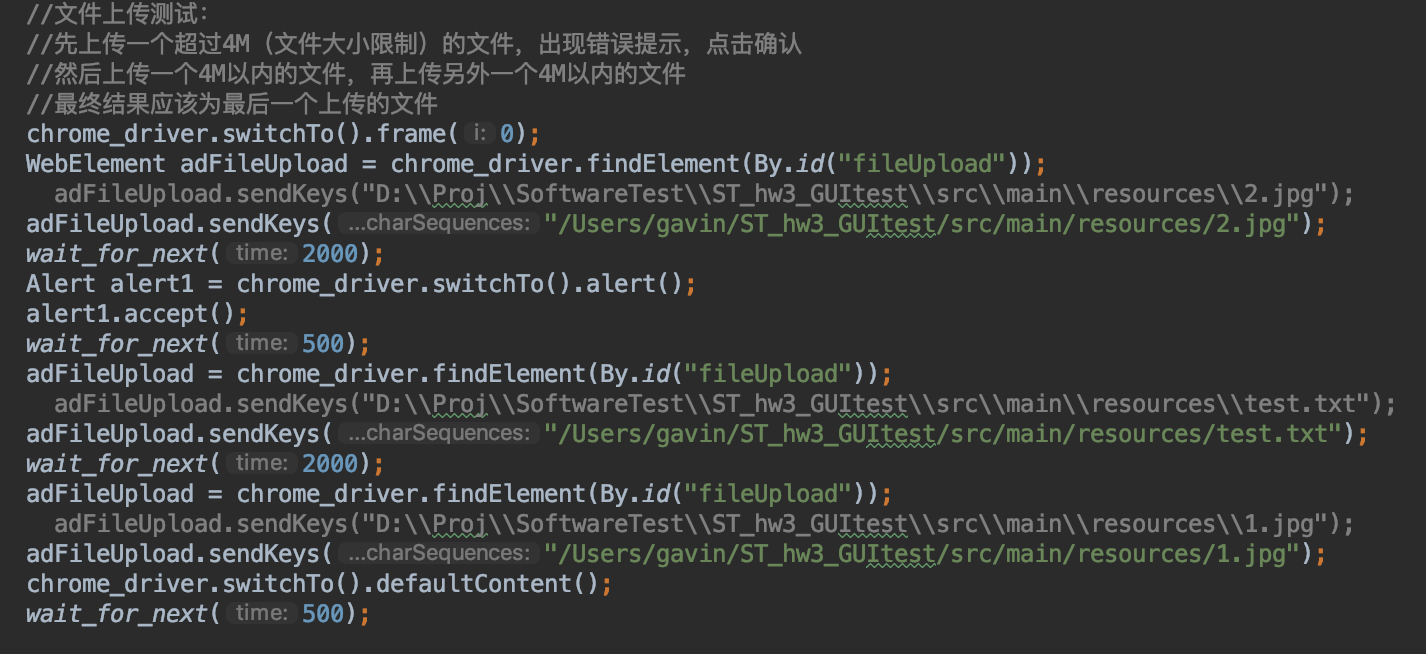 //文件上传测试：
//先上传一个超过4M（文件大小限制）的文件，出现错误提示，点击确认
//然后上传一个4M以内的文件，再上传另外一个4M以内的文件
//最终结果应该为最后一个上传的文件
chrome_driver.switchTo().frame( i: 0);
WebElement adFileUpload = chrome_driver.findElement(By.id("fileUpload"));
adFileUpload.sendKeys("D:\\Proj\\SoftwareTest\\ST_hw3_GUItest\\src\\main\\resources\\2.jpg");
adFileUpload.sendKeys( ...charSequences: "/Users/gavin/ST_hw3_GUItest/src/main/resources/2.jpg");
wait_for_next( time: 2000);
Alert alert1 = chrome_driver.switchTo().alert();
alert1.accept();
wait_for_next( time: 500);
adFileUpload = chrome_driver.findElement(By.id("fileUpload"));
adFileUpload.sendKeys("D:\\Proj\\SoftwareTest\\ST_hw3_GUItest\\src\\main\\resources\\test.txt");
adFileUpload.sendKeys( ...charSequences: "/Users/gavin/ST_hw3_GUItest/src/main/resources/test.txt");
wait_for_next( time: 2000);
adFileUpload = chrome_driver.findElement(By.id("fileUpload"));
adFileUpload.sendKeys("D:\\Proj\\SoftwareTest\\ST_hw3_GUItest\\src\\main\\resources\\1.jpg");
adFileUpload.sendKeys( ...charSequences: "/Users/gavin/ST_hw3_GUItest/src/main/resources/1.jpg");
chrome_driver.switchTo().defaultContent();
wait_for_next( time: 500);